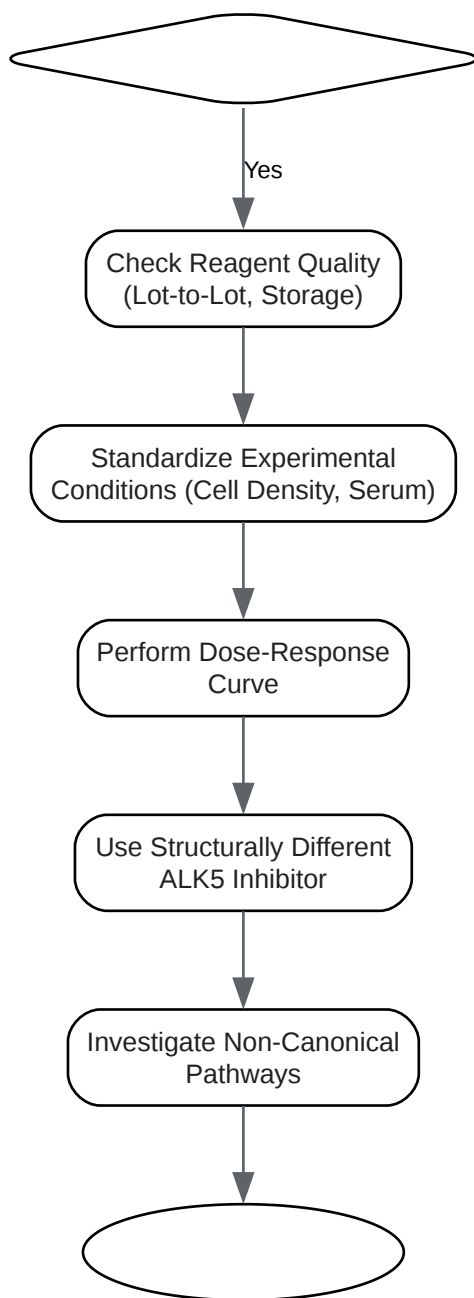 Yes
Check Reagent Quality
(Lot-to-Lot, Storage)
Standardize Experimental
Conditions (Cell Density, Serum)
Perform Dose-Response
Curve
Use Structurally Different
ALK5 Inhibitor
Investigate Non-Canonical
Pathways